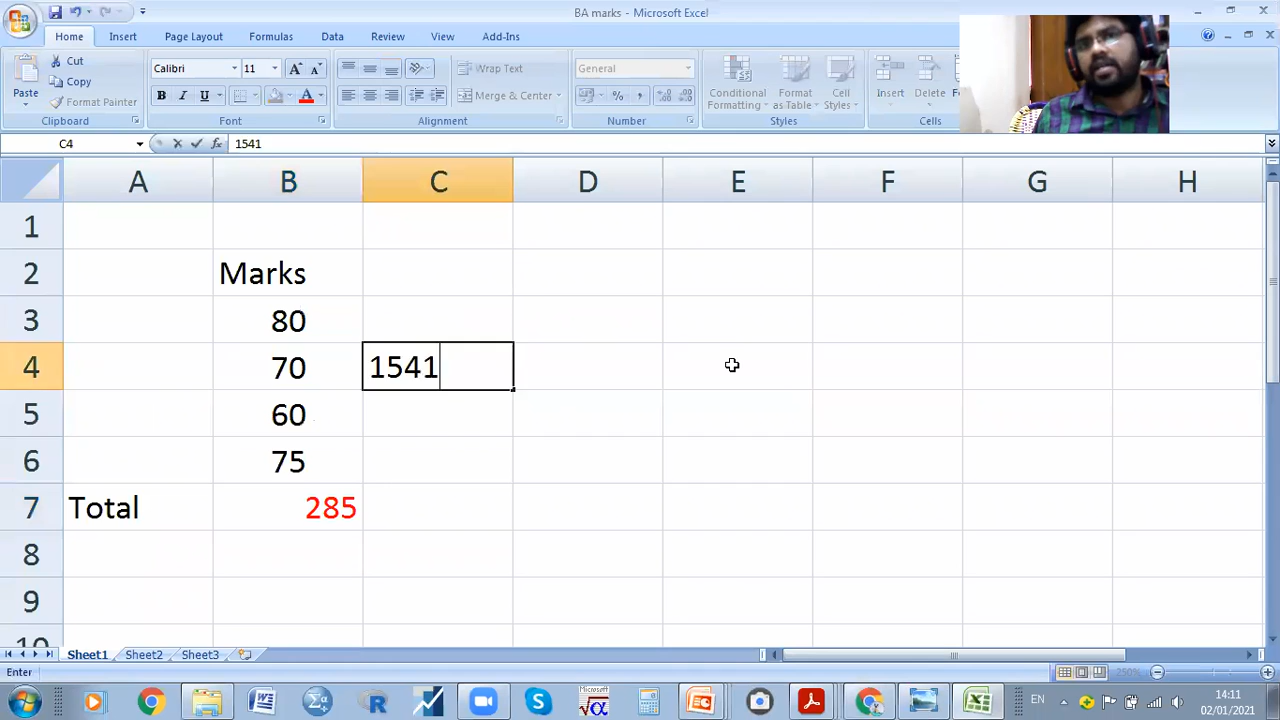 BA marks - Microsoft Excel
Home Insert Page Layout Formulas Data Review View Add-Ins
Paste
Cut
Copy
Format Painter
Clipboard
Calibri 11
B I U
Font
Wrap Text
Merge & Center
Alignment
General
Number
Conditional Formatting
Format as Table
Cell Styles
Styles
Insert
Delete
Cells
C4 1541
A B C D E F G H
1
2 Marks
3 80
4 70 1541
5 60
6 75
7 Total 285
8
9
10
Sheet1 Sheet2 Sheet3
Enter 250%
EN 14:11
02/01/2021